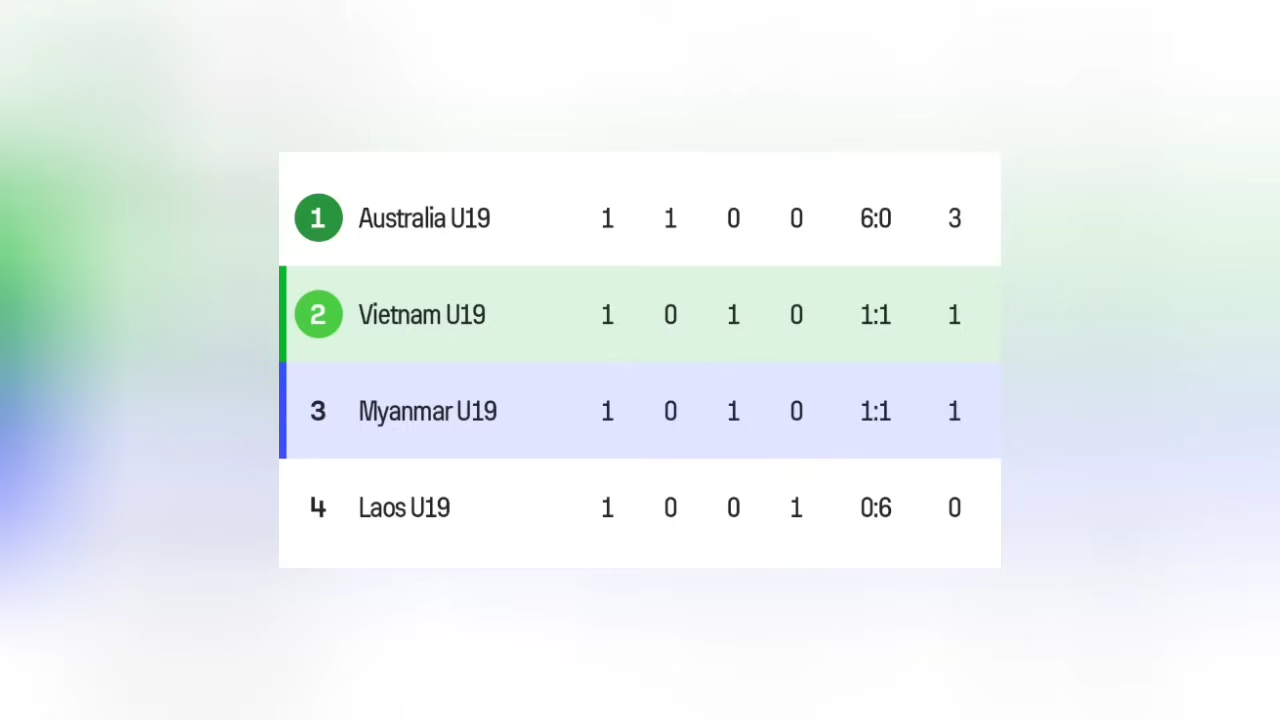 1 Australia U19 1 1 0 0 6:0 3
2 Vietnam U19 1 0 1 0 1:1 1
3 Myanmar U19 1 0 1 0 1:1 1
4 Laos U19 1 0 0 1 0:6 0